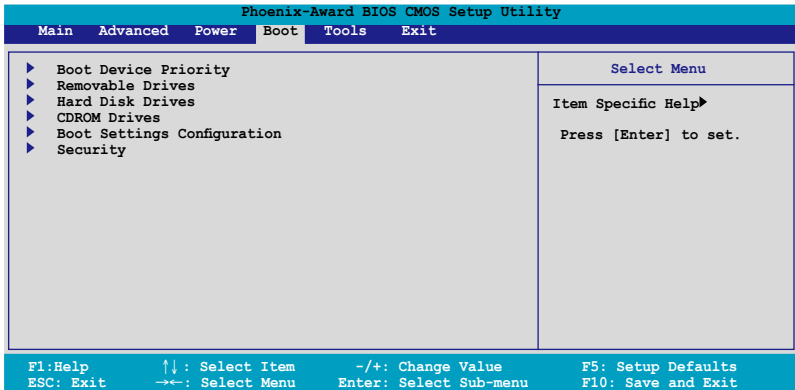 Phoenix-Award BIOS CMOS Setup Utility
Main Advanced Power Boot Tools Exit
Boot Device Priority
Removable Drives
Hard Disk Drives
CDROM Drives
Boot Settings Configuration
Security
Select Menu
Item Specific Help
Press [Enter] to set.
F1:Help ↑↓: Select Item -/+: Change Value F5: Setup Defaults
ESC: Exit →←: Select Menu Enter: Select Sub-menu F10: Save and Exit